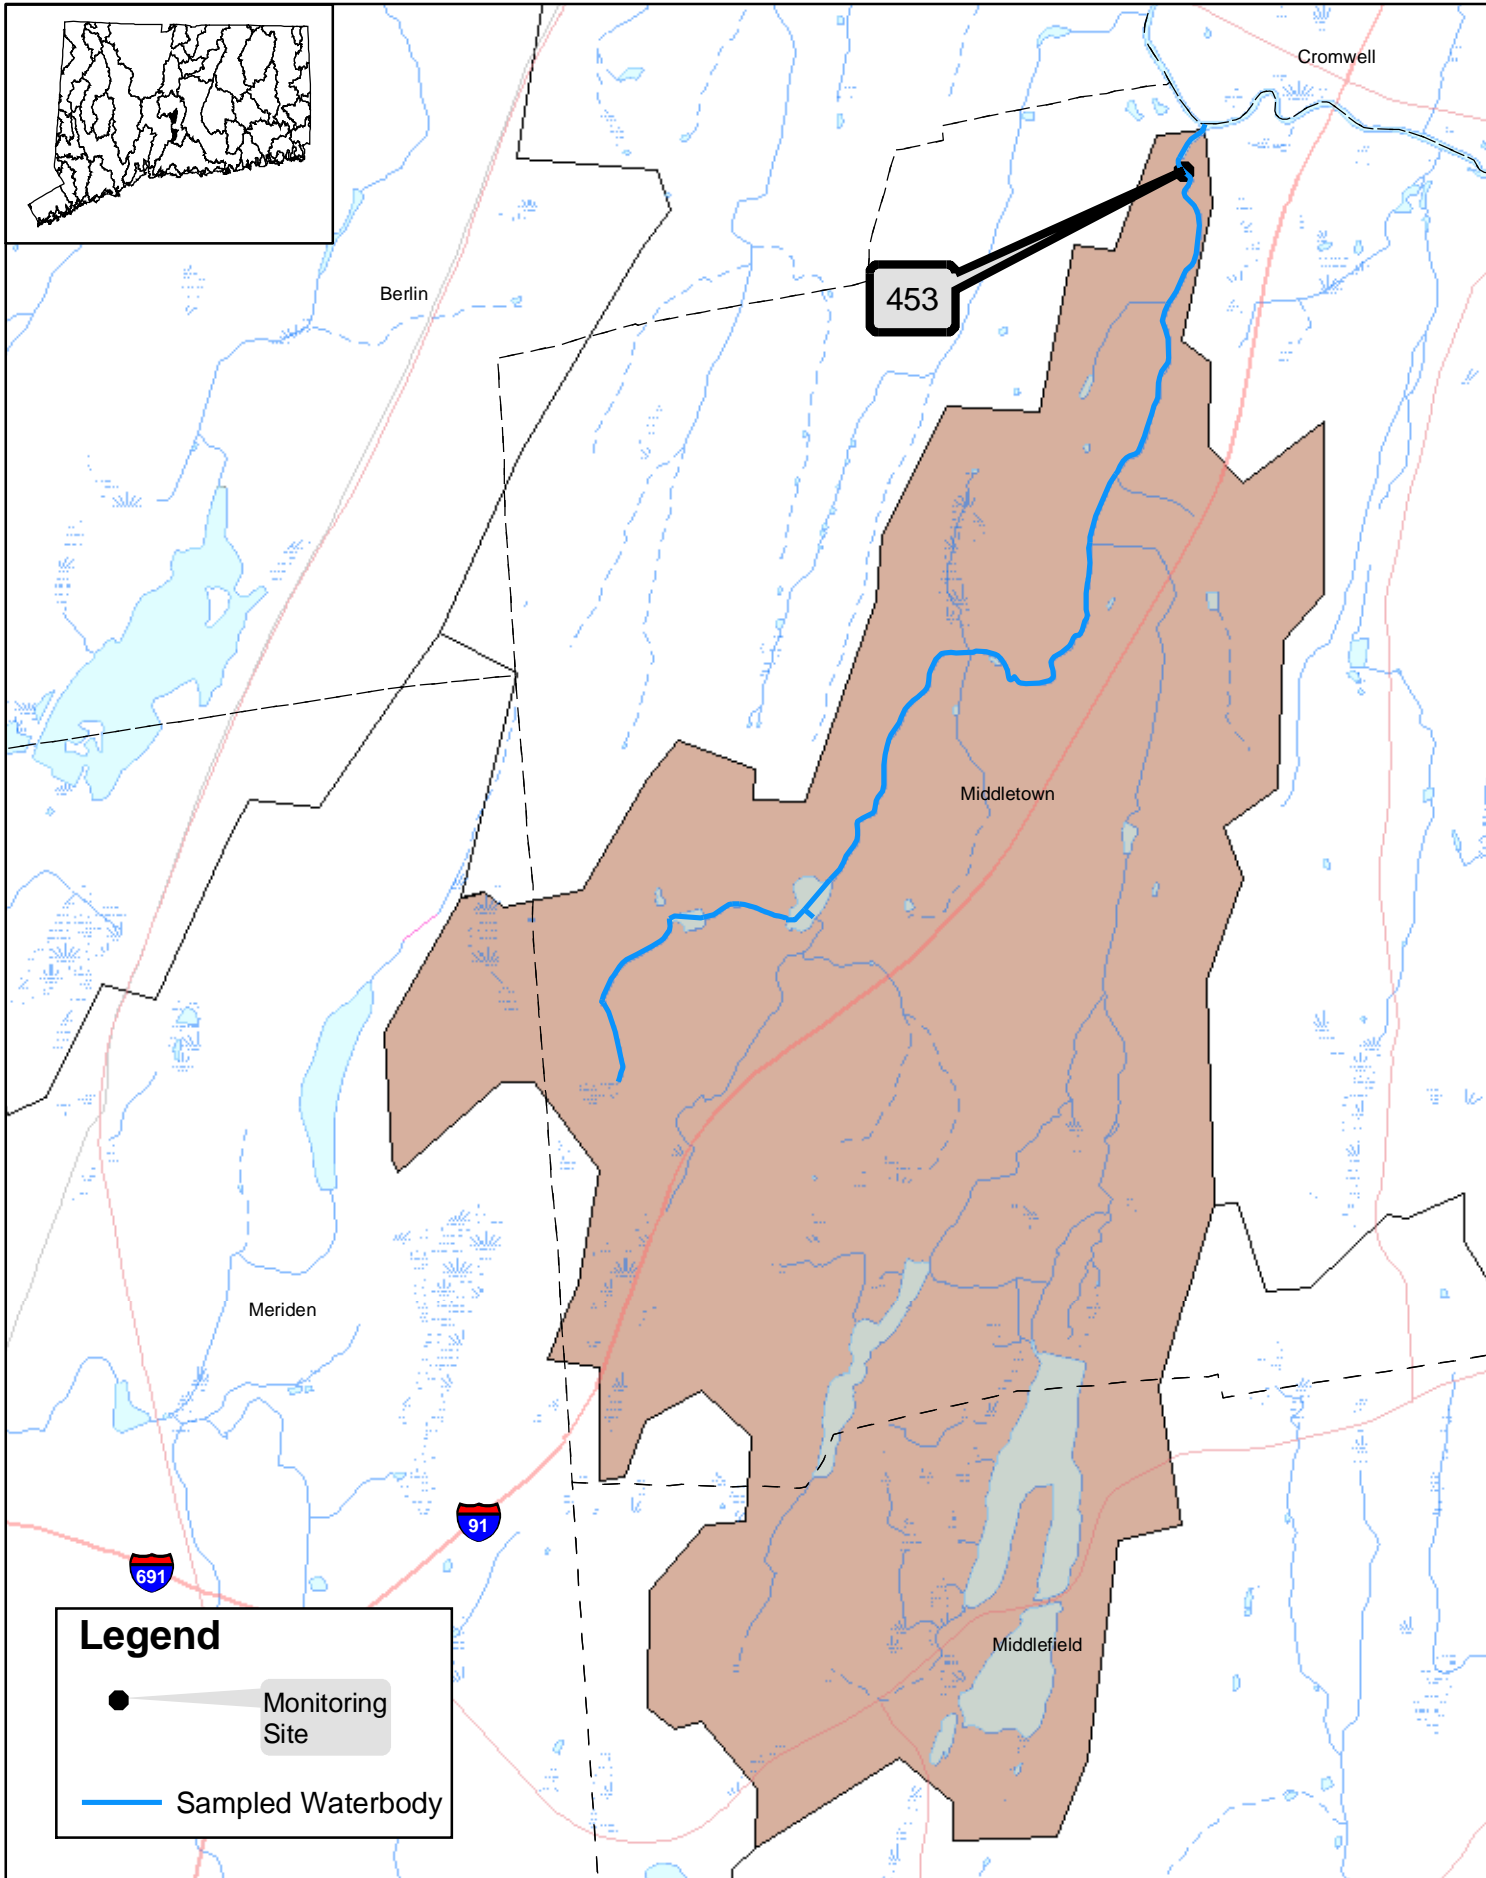 Cromwell
Berlin
453
Middletown
Meriden
91
691
Middlefield
Legend
Monitoring
Site
Sampled Waterbody